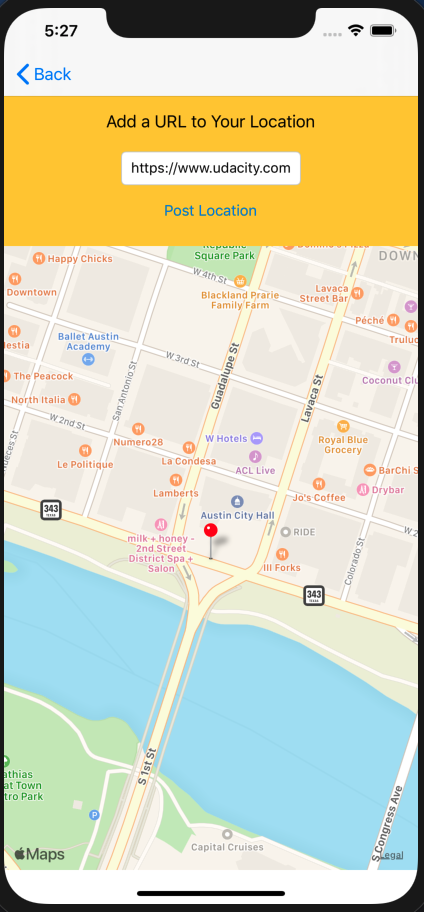 5:27
Back
Add a URL to Your Location
https://www.udacity.com
Post Location
Republic
Square Park
DOWN
W 4th St
Happy Chicks
Downtown
Blackland Prarie
Family Farm
Lavaca
Street Bar
Péché
Ballet Austin
Academy
W 3rd St
Guadalupe St
Lavaca St
San Antonio St
The Peacock
Coconut Clu
North Italia
W 2nd St
Numero28
W Hotels
Royal Blue
Grocery
Le Politique
La Condesa
ACL Live
BarChi S
Lamberts
Jo's Coffee
Drybar
343
TEXAS
Austin City Hall
milk + honey -
2nd Street
District Spa +
Salon
RIDE
III Forks
Colorado St
W 2
343
TEXAS
S 1st St
athias
at Town
tro Park
P
Capital Cruises
S Congress Ave
Maps
Legal